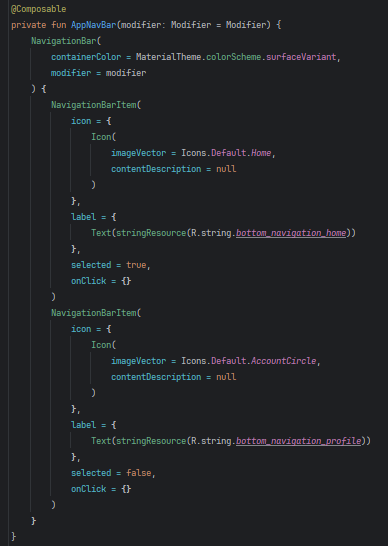 @Composable
private fun AppNavBar(modifier: Modifier = Modifier) {
    NavigationBar(
        containerColor = MaterialTheme.colorScheme.surfaceVariant,
        modifier = modifier
    ) {
        NavigationBarItem(
            icon = {
                Icon(
                    imageVector = Icons.Default.Home,
                    contentDescription = null
                )
            },
            label = {
                Text(stringResource(R.string.bottom_navigation_home))
            },
            selected = true,
            onClick = {}
        )
        NavigationBarItem(
            icon = {
                Icon(
                    imageVector = Icons.Default.AccountCircle,
                    contentDescription = null
                )
            },
            label = {
                Text(stringResource(R.string.bottom_navigation_profile))
            },
            selected = false,
            onClick = {}
        )
    }
}